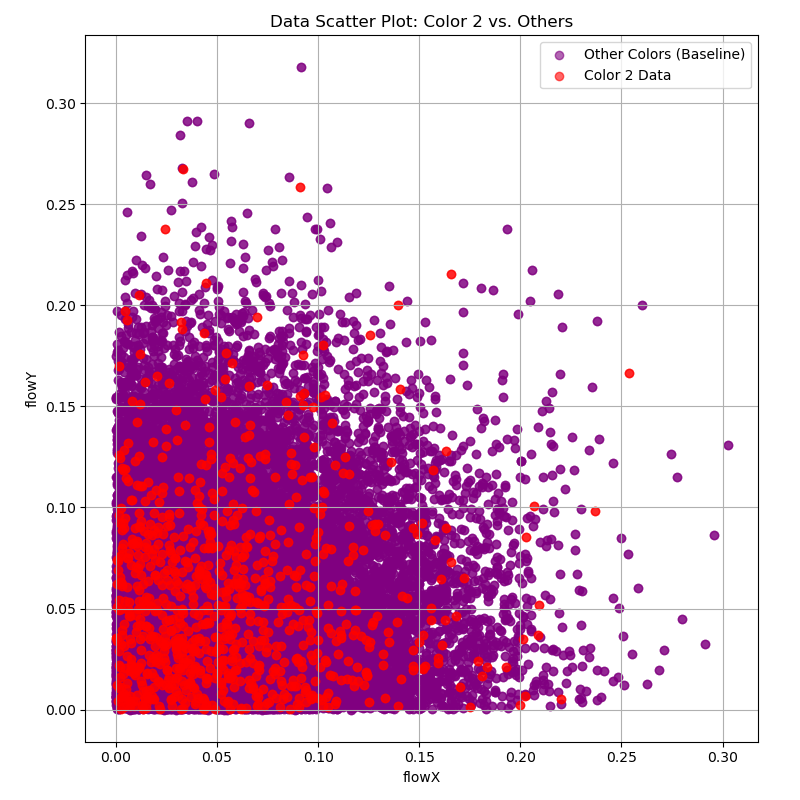 Data Scatter Plot: Color 2 vs. Others
Other Colors (Baseline)
Color 2 Data
flowY
0.30
0.25
0.20
0.15
0.10
0.05
0.00
0.00 0.05 0.10 0.15 0.20 0.25 0.30
flowX